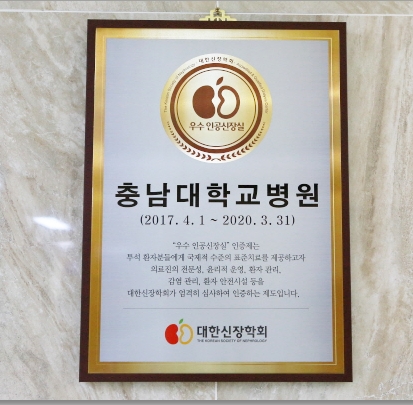 대한신장학회
우수 인공신장실
충남대학교병원
(2017. 4. 1 ~ 2020. 3. 31)
"우수 인공신장실" 인증제는
투석 환자분들에게 국제적 수준의 표준치료를 제공하고자
의료진의 전문성, 윤리적 운영, 환자 관리,
감염 관리, 환자 안전시설 등을
대한신장학회가 엄격히 심사하여 인증하는 제도입니다.
대한신장학회
THE KOREAN SOCIETY OF NEPHROLOGY